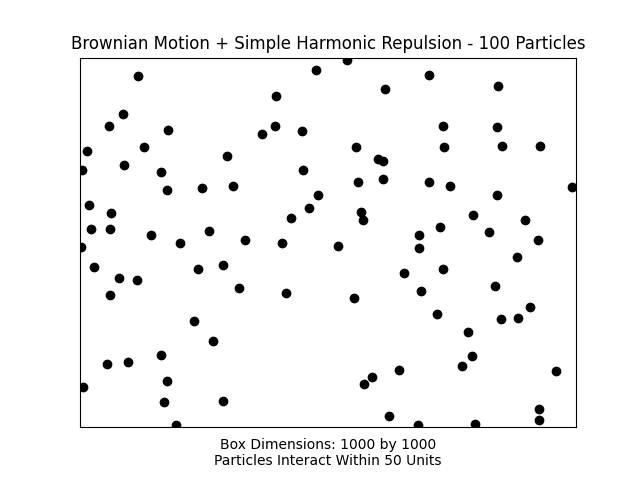 Brownian Motion + Simple Harmonic Repulsion - 100 Particles
Box Dimensions: 1000 by 1000
Particles Interact Within 50 Units